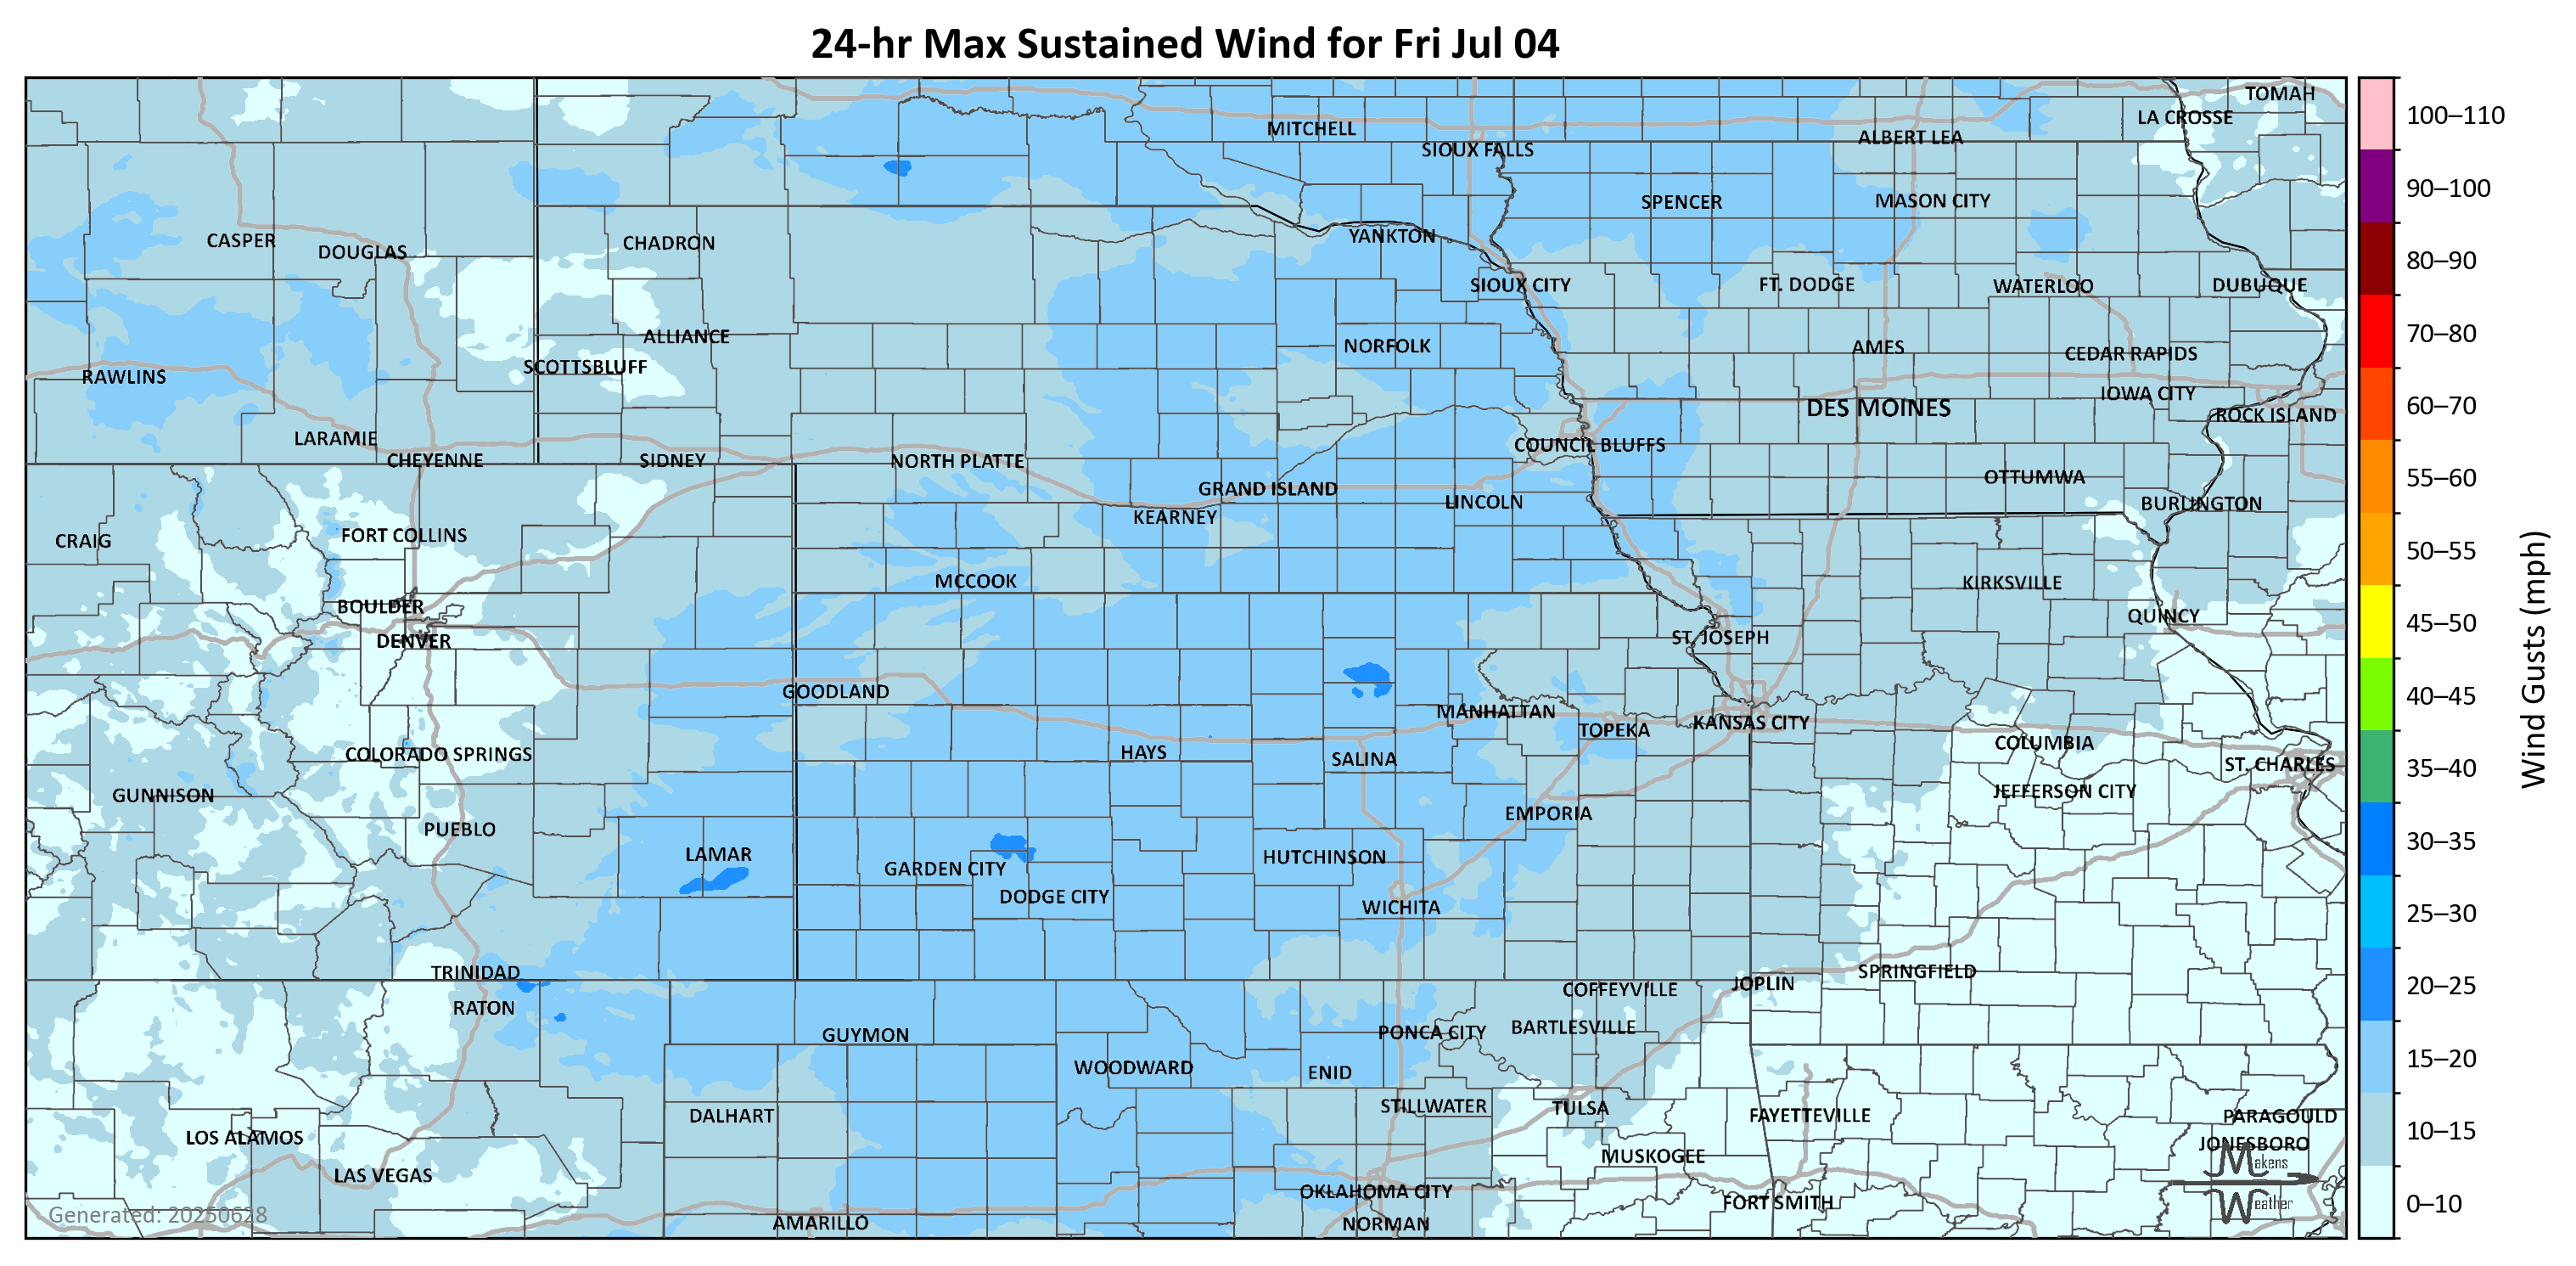 24-hr Max Sustained Wind for Fri Jul 04
TOMAH
LA CROSSE
MITCHELL
ALBERT LEA
SIOUX FALLS
SPENCER
MASON CITY
CASPER
DOUGLAS
CHADRON
YANKTON
SIOUX CITY
FT. DODGE
WATERLOO
DUBUQUE
ALLIANCE
NORFOLK
AMES
CEDAR RAPIDS
SCOTTSBLUFF
RAWLINS
IOWA CITY
DES MOINES
ROCK ISLAND
LARAMIE
COUNCIL BLUFFS
CHEYENNE
SIDNEY
NORTH PLATTE
OTTUMWA
GRAND ISLAND
LINCOLN
BURLINGTON
KEARNEY
FORT COLLINS
CRAIG
MCCOOK
KIRKSVILLE
BOULDER
QUINCY
DENVER
ST. JOSEPH
GOODLAND
MANHATTAN
TOPEKA
KANSAS CITY
COLORADO SPRINGS
HAYS
SALINA
COLUMBIA
ST. CHARLES
GUNNISON
JEFFERSON CITY
EMPORIA
PUEBLO
LAMAR
GARDEN CITY
HUTCHINSON
DODGE CITY
WICHITA
TRINIDAD
SPRINGFIELD
JOPLIN
COFFEYVILLE
RATON
GUYMON
PONCA CITY
BARTLESVILLE
WOODWARD
ENID
DALHART
STILLWATER
TULSA
FAYETTEVILLE
PARAGOULD
LOS ALAMOS
JONESBORO
MUSKOGEE
LAS VEGAS
OKLAHOMA CITY
FORT SMITH
AMARILLO
NORMAN
Generated: 20250628
Makens
Weather
100–110
90–100
80–90
70–80
60–70
55–60
50–55
45–50
40–45
35–40
30–35
25–30
20–25
15–20
10–15
0–10
Wind Gusts (mph)